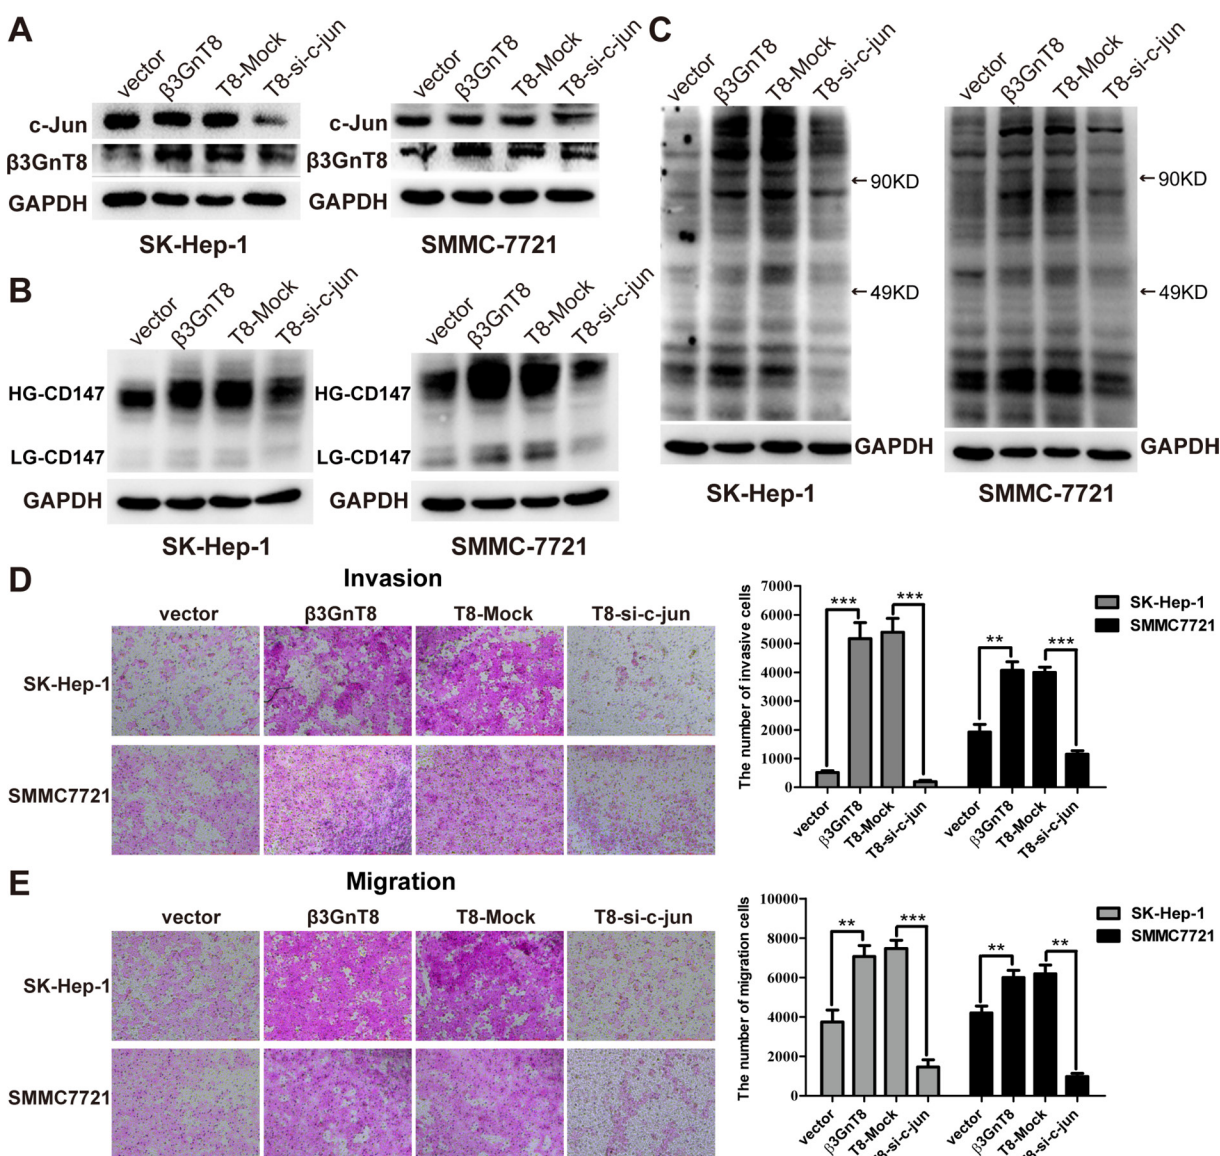 A
vector
β3GnT8
T8-Mock
T8-si-c-jun
vector
β3GnT8
T8-Mock
T8-si-c-jun
c-Jun
c-Jun
β3GnT8
β3GnT8
GAPDH
GAPDH
SK-Hep-1
SMMC-7721
B
vector
β3GnT8
T8-Mock
T8-si-c-jun
vector
β3GnT8
T8-Mock
T8-si-c-jun
HG-CD147
HG-CD147
LG-CD147
LG-CD147
GAPDH
GAPDH
SK-Hep-1
SMMC-7721
C
vector
β3GnT8
T8-Mock
T8-si-c-jun
vector
β3GnT8
T8-Mock
T8-si-c-jun
←90KD
←90KD
←49KD
←49KD
GAPDH
GAPDH
SK-Hep-1
SMMC-7721
D
Invasion
vector
β3GnT8
T8-Mock
T8-si-c-jun
SK-Hep-1
SMMC7721
The number of invasive cells
7000
6000
5000
4000
3000
2000
1000
0
***
***
**
***
SK-Hep-1
SMMC7721
vector
β3GnT8
T8-Mock
T8-si-c-jun
vector
β3GnT8
T8-Mock
T8-si-c-jun
E
Migration
vector
β3GnT8
T8-Mock
T8-si-c-jun
SK-Hep-1
SMMC7721
The number of migration cells
10000
8000
6000
4000
2000
0
**
***
**
**
SK-Hep-1
SMMC7721
vector
β3GnT8
T8-Mock
T8-si-c-jun
vector
β3GnT8
T8-Mock
T8-si-c-jun